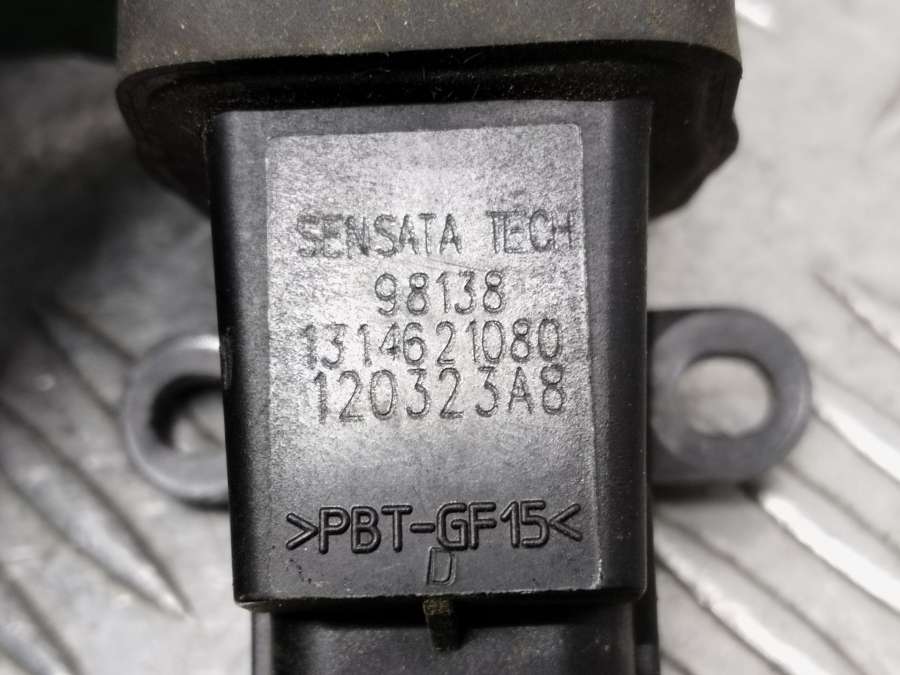 SENSATA TECH
98138
1314621080
120323A8
>PBT-GF15<
D